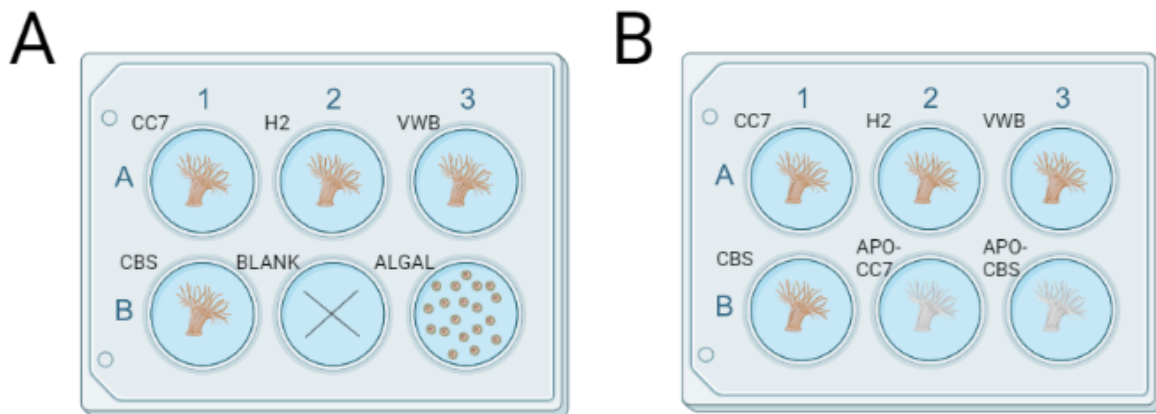 A
1 2 3
CC7 H2 VWB
A
CBS BLANK ALGAL
B
B
1 2 3
CC7 H2 VWB
A
CBS APO-
CC7 APO-
CBS
B